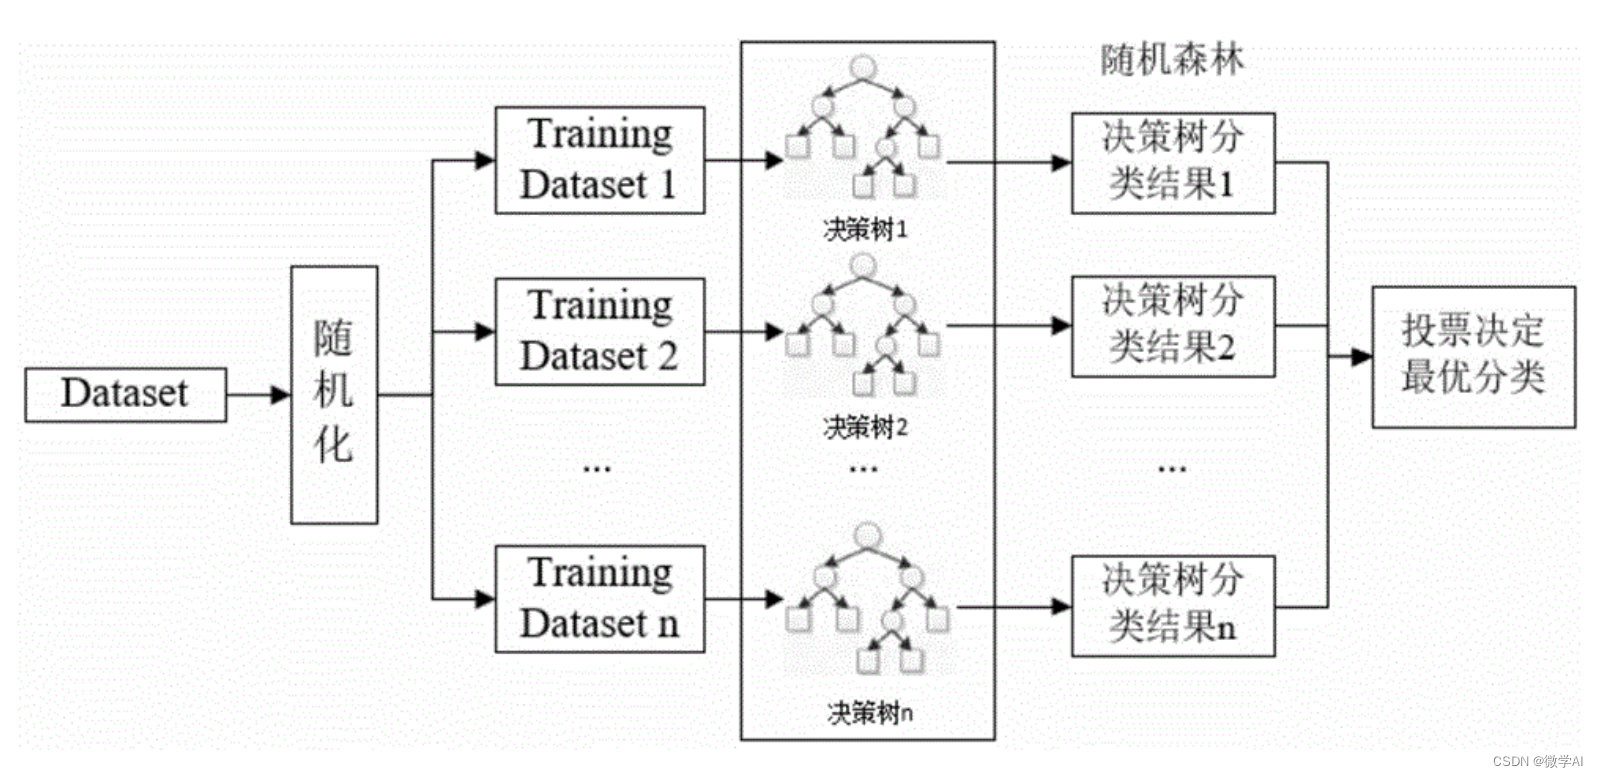 Dataset
随
机
化
Training
Dataset 1
Training
Dataset 2
...
Training
Dataset n
决策树1
决策树2
...
决策树n
随机森林
决策树分
类结果1
决策树分
类结果2
...
决策树分
类结果n
投票决定
最优分类
CSDN @微学AI